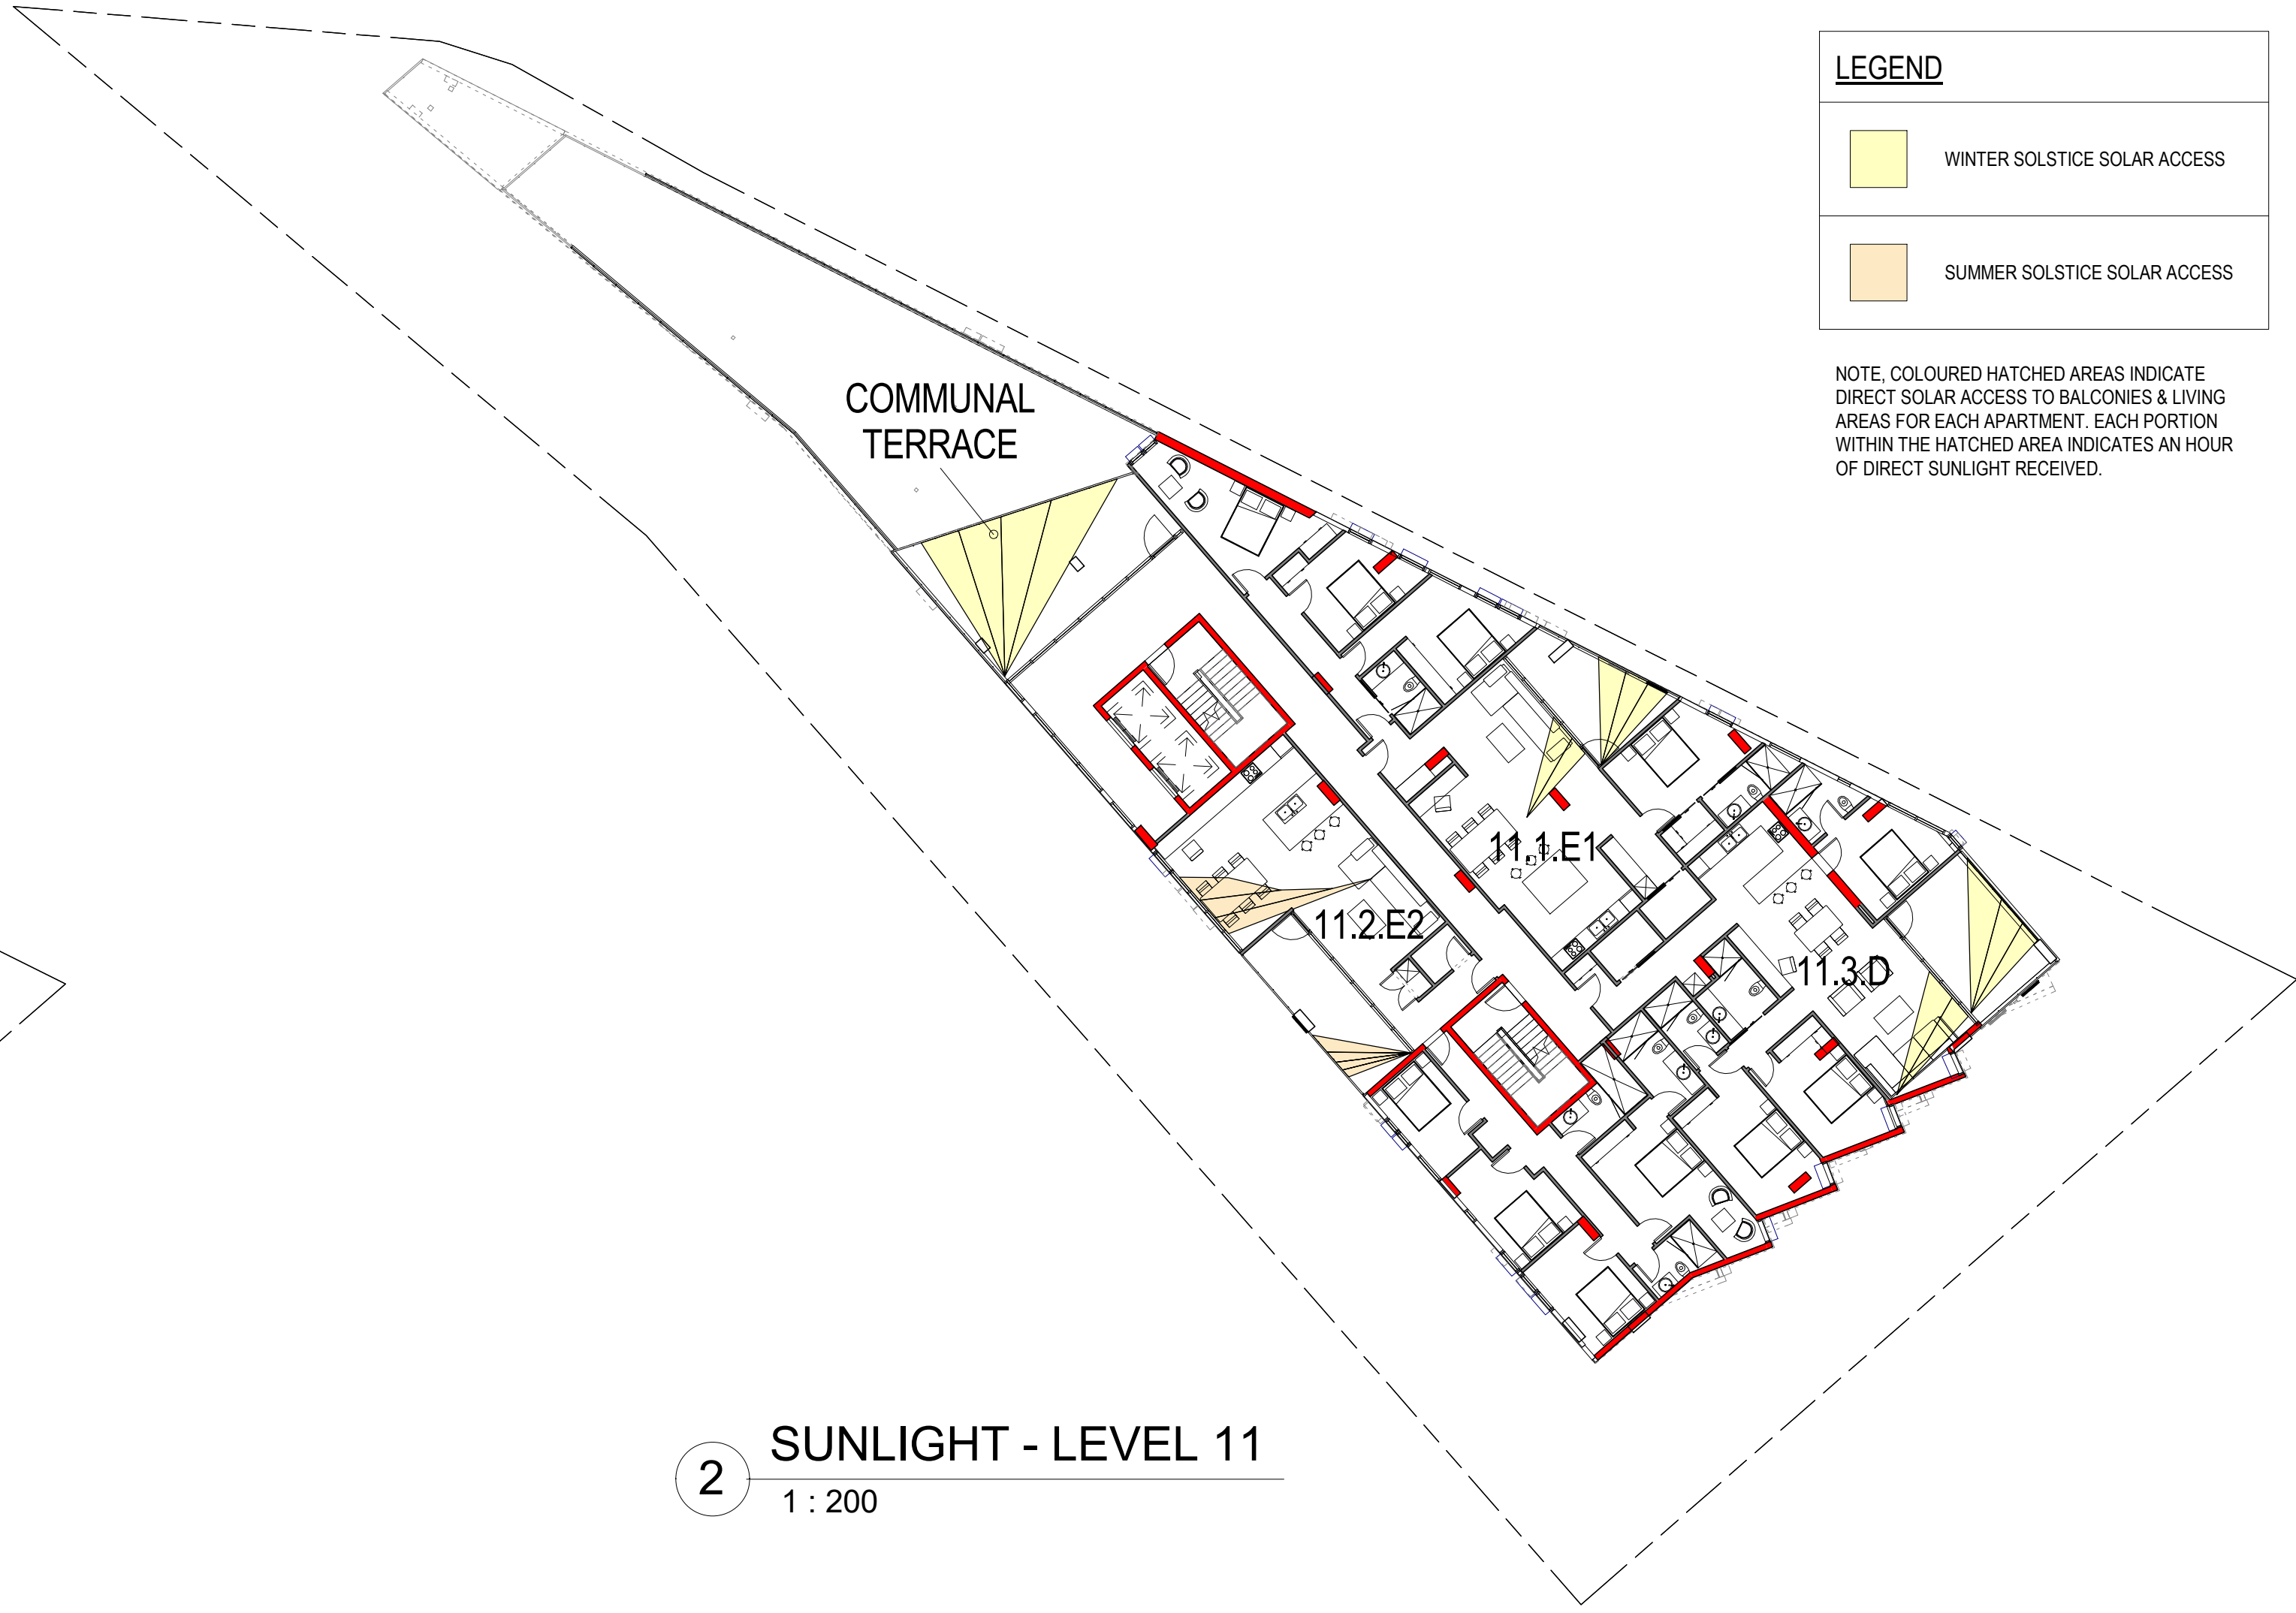 LEGEND
WINTER SOLSTICE SOLAR ACCESS
SUMMER SOLSTICE SOLAR ACCESS
NOTE, COLOURED HATCHED AREAS INDICATE
DIRECT SOLAR ACCESS TO BALCONIES & LIVING
AREAS FOR EACH APARTMENT. EACH PORTION
WITHIN THE HATCHED AREA INDICATES AN HOUR
OF DIRECT SUNLIGHT RECEIVED.
COMMUNAL
TERRACE
11.1.E1
11.2.E2
11.3.D
2
SUNLIGHT - LEVEL 11
1 : 200